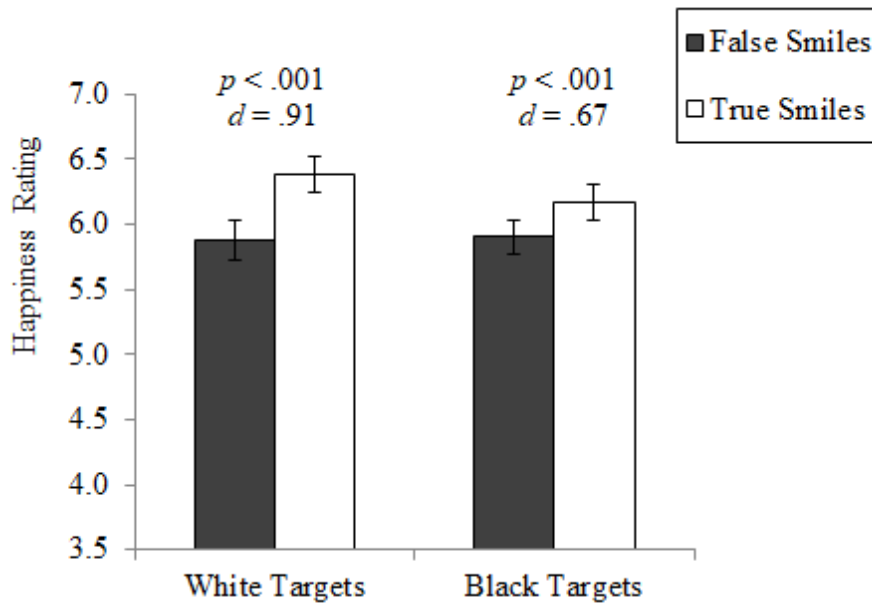 False Smiles
True Smiles
p < .001
d = .91
p < .001
d = .67
Happiness Rating
7.0
6.5
6.0
5.5
5.0
4.5
4.0
3.5
White Targets
Black Targets